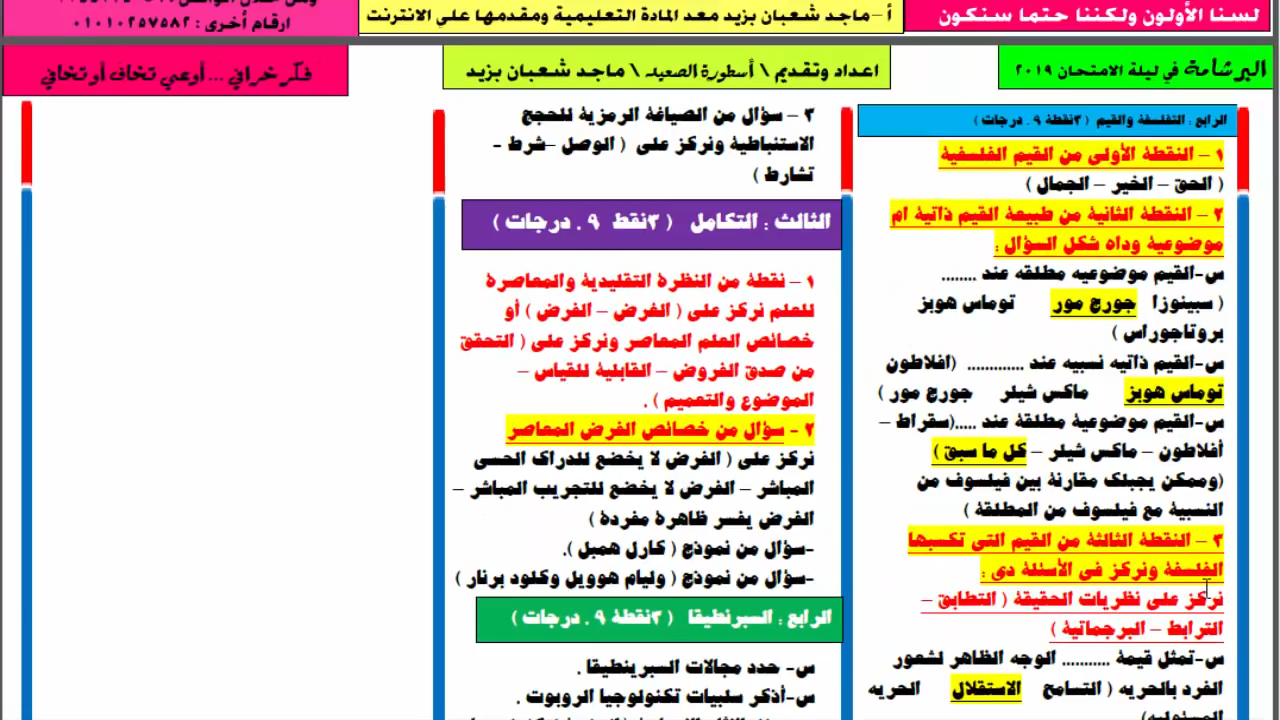 لسنا الأولون ولكننا حتما سنكون
أ – ماجد شعبان بزيد معد المادة التعليمية ومقدمها على الانترنت
ارقام أخرى : ٠١٠١٠٢٥٧٥٨٢
البرشامة في ليلة الامتحان ٢٠١٩
اعداد وتقديم \ أسطورة الصعيد \ ماجد شعبان بزيد
فكّر خرافي ... أوعي تخاف أو تخافي
الرابع : الفلسفة والقيم ( ٣نقطة ٩ . درجات )
١ – النقطة الأولى من القيم الفلسفية
( الحق – الخير – الجمال )
٢ – النقطة الثانية من طبيعة القيم ذاتية ام
موضوعية وداه شكل السؤال :
س-القيم موضوعيه مطلقه عند ........
( سبينوزا جورج مور توماس هوبز
بروتاجوراس )
س-القيم ذاتيه نسبيه عند ............. (افلاطون
توماس هوبز ماكس شيلر جورج مور )
س-القيم موضوعية مطلقة عند .....(سقراط –
أفلاطون – ماكس شيلر – كل ما سبق )
(وممكن يجبلك مقارنة بين فيلسوف من
النسبية مع فيلسوف من المطلقة )
٣ – النقطة الثالثة من القيم التى تكسبها
الفلسفة ونركز فى الأسئلة دى :
نركز على نظريات الحقيقة ( التطابق –
الترابط – البرجماتية )
س-تمثل قيمة ........... الوجه الظاهر لشعور
الفرد بالحريه ( التسامح الاستقلال الحريه
المسئوليه)
٣ – سؤال من الصياغة الرمزية للحجج
الاستنباطية ونركز على ( الوصل –شرط -
تشارط )
الثالث : التكامل ( ٣نقط ٩ . درجات )
١ – نقطة من النظرة التقليدية والمعاصرة
للعلم نركز على ( الفرض – الفرض ) أو
خصائص العلم المعاصر ونركز على ( التحقق
من صدق الفروض – القابلية للقياس –
الموضوع والتعميم ) .
٢ - سؤال من خصائص الفرض المعاصر
نركز على ( الفرض لا يخضع للدراك الحسى
المباشر – الفرض لا يخضع للتجريب المباشر –
الفرض يفسر ظاهرة مفردة )
-سؤال من نموذج ( كارل همبل ).
-سؤال من نموذج ( وليام هوويل وكلود برنار )
الرابع : السبرنطيقا ( ٣نقطة ٩ . درجات )
س- حدد مجالات السبرينطيقا .
س-أذكر سلبيات تكنولوجيا الروبوت .